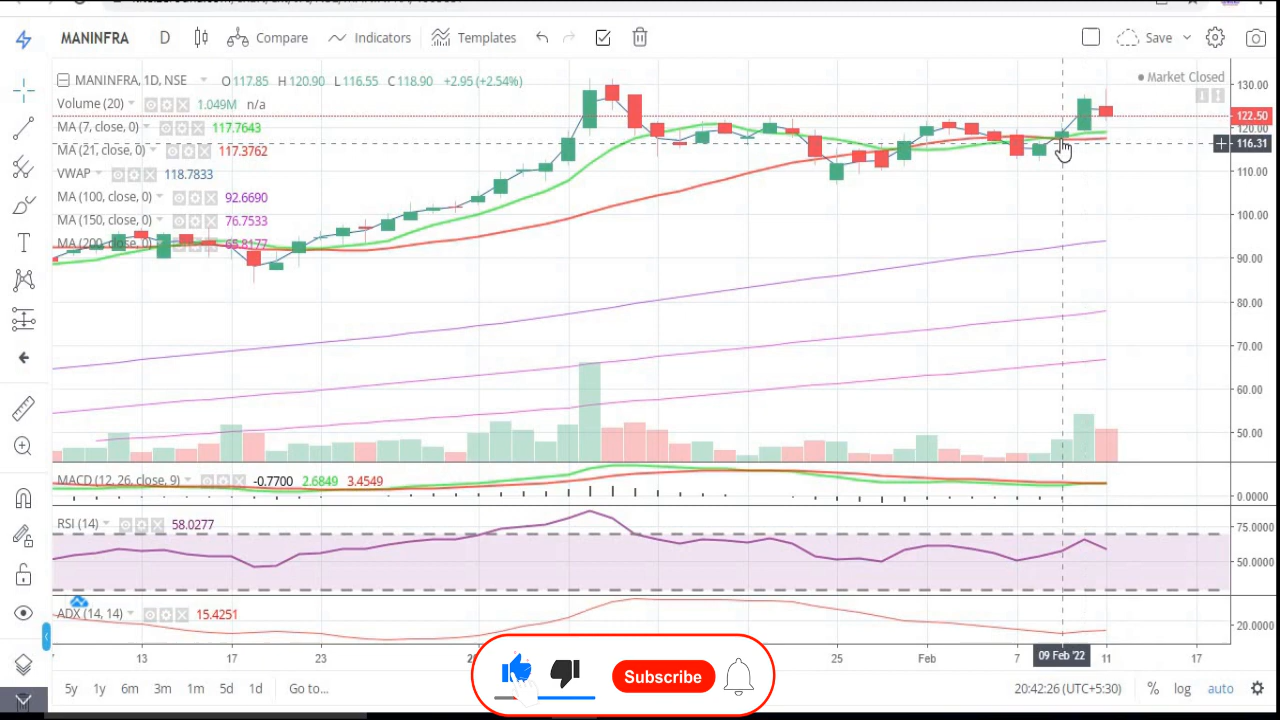 MANINFRA D Compare Indicators Templates Save
MANINFRA, 1D, NSE O 117.85 H 120.90 L 116.55 C 118.90 +2.95 (+2.54%)
Market Closed
Volume (20) 1.049M n/a
MA (7, close, 0) 117.7643
MA (21, close, 0) 117.3762
VWAP 118.7833
MA (100, close, 0) 92.6690
MA (150, close, 0) 76.7533
MA (200, close, 0) 65.8177
130.00
122.50
120.00
116.31
110.00
100.00
90.00
80.00
70.00
60.00
50.00
MACD (12, 26, close, 9) -0.7700 2.6849 3.4549
0.0000
RSI (14) 58.0277
75.0000
50.0000
ADX (14, 14) 15.4251
20.0000
13 17 23 25 Feb 7 09 Feb '22 11 17
Subscribe
5y 1y 6m 3m 1m 5d 1d Go to... 20:42:26 (UTC+5:30) % log auto